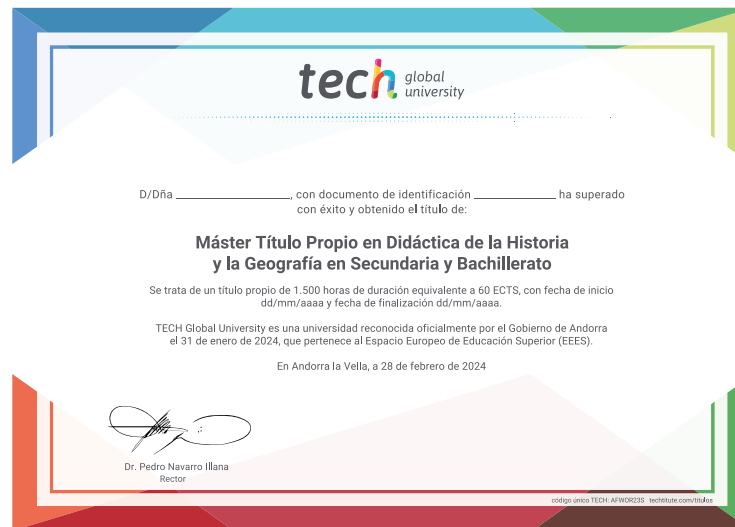 tech global university
D/Dña ______________________, con documento de identificación ________________ ha superado
con éxito y obtenido el título de:
Máster Título Propio en Didáctica de la Historia
y la Geografía en Secundaria y Bachillerato
Se trata de un título propio de 1.500 horas de duración equivalente a 60 ECTS, con fecha de inicio
dd/mm/aaaa y fecha de finalización dd/mm/aaaa.
TECH Global University es una universidad reconocida oficialmente por el Gobierno de Andorra
el 31 de enero de 2024, que pertenece al Espacio Europeo de Educación Superior (EEES).
En Andorra la Vella, a 28 de febrero de 2024
Dr. Pedro Navarro Illana
Rector
código único TECH: AFWOR23S techtitute.com/titulos